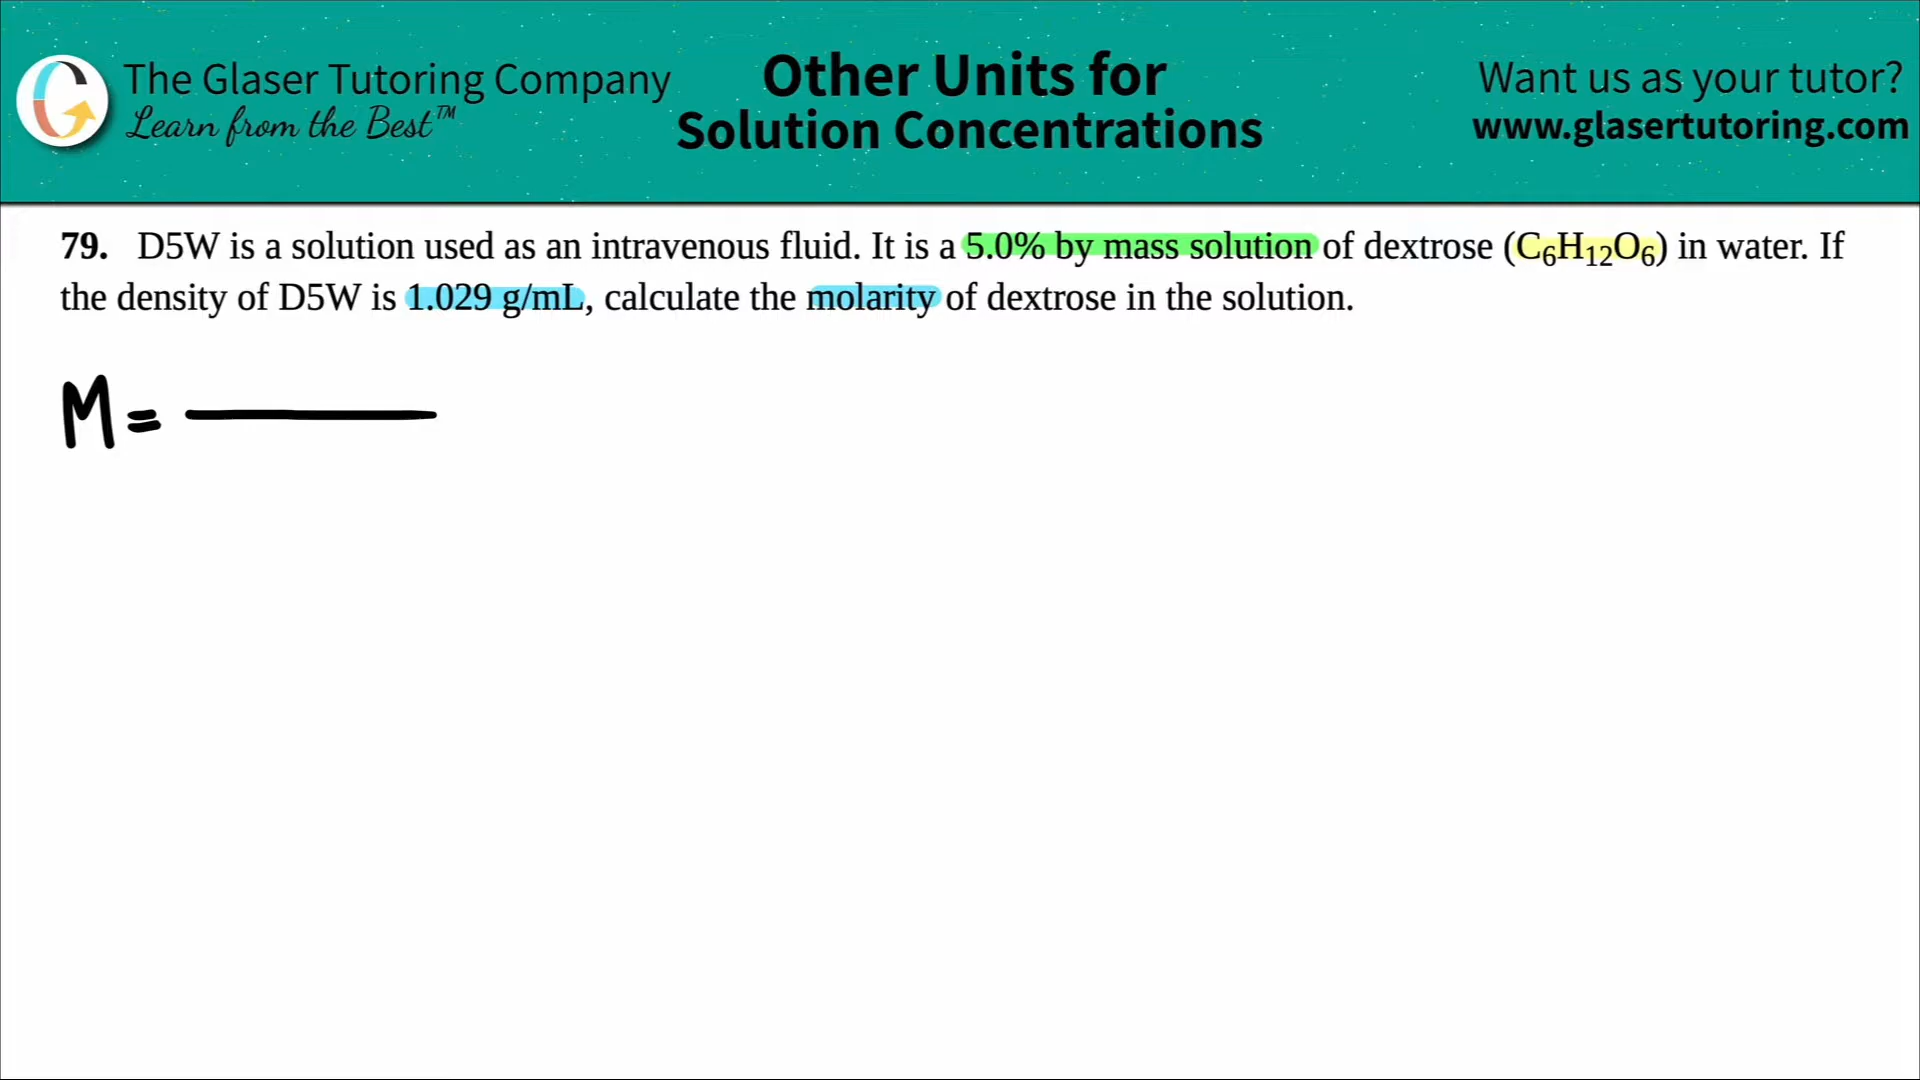 The Glaser Tutoring Company
Learn from the Best™
Other Units for
Solution Concentrations
Want us as your tutor?
www.glasertutoring.com
79. D5W is a solution used as an intravenous fluid. It is a 5.0% by mass solution of dextrose (C₆H₁₂O₆) in water. If
the density of D5W is 1.029 g/mL, calculate the molarity of dextrose in the solution.
M =